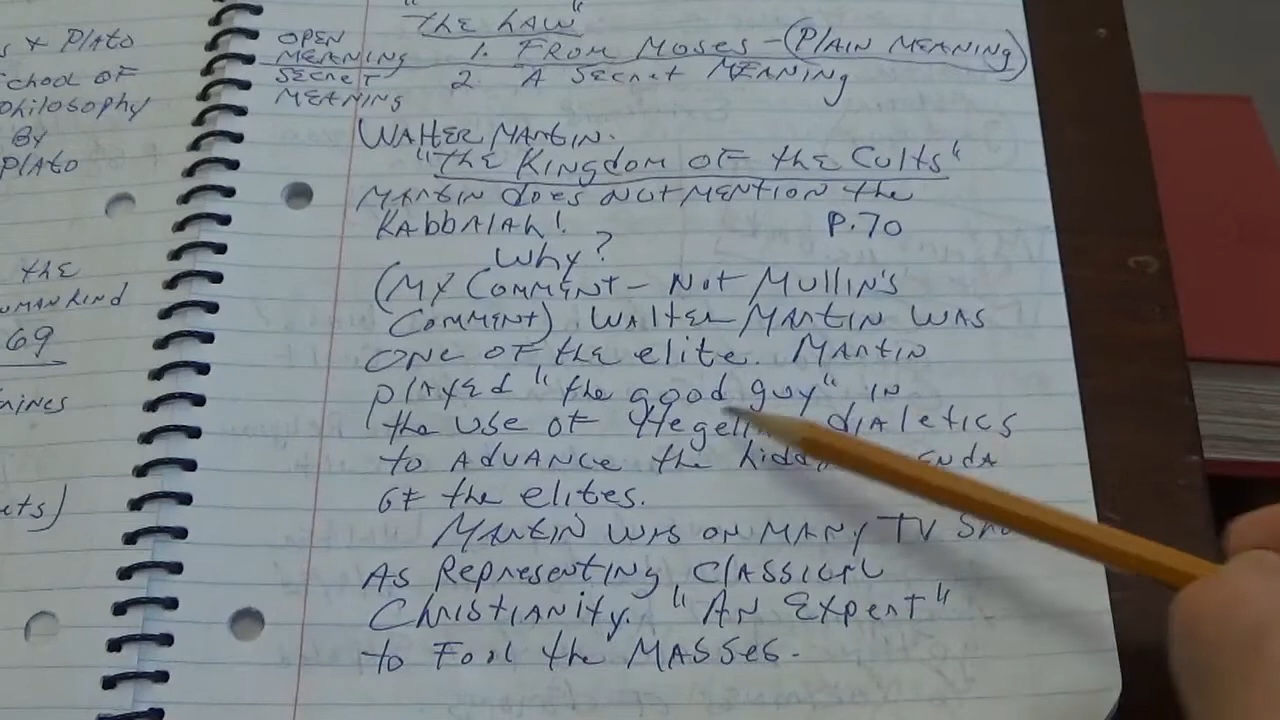 s & Plato
School OF
Philosophy
By
Plato
the
umankind
69
ets)
"the LAW"
OPEN MEANING 1. FROM Moses - (Plain MEANING)
Secret MEANING 2. A Secret MEANING
WALTER MARTIN.
"the Kingdom OF the Cults"
MARTIN does NOT MENTION the
KAbbALAH! P.70
Why?
(MY COMMENT - Not Mullin's
COMMENT) WALTER MARTIN WAS
ONE OF the elite. MARTIN
plAyEd "the good guy" IN
the use of dIAletics
to AdvANCE the
OF the elites.
MARTIN WAS ON MANY TV
As Representing ClAssicAL
ChristiANity. "AN Expert"
to Fool the MASSes.